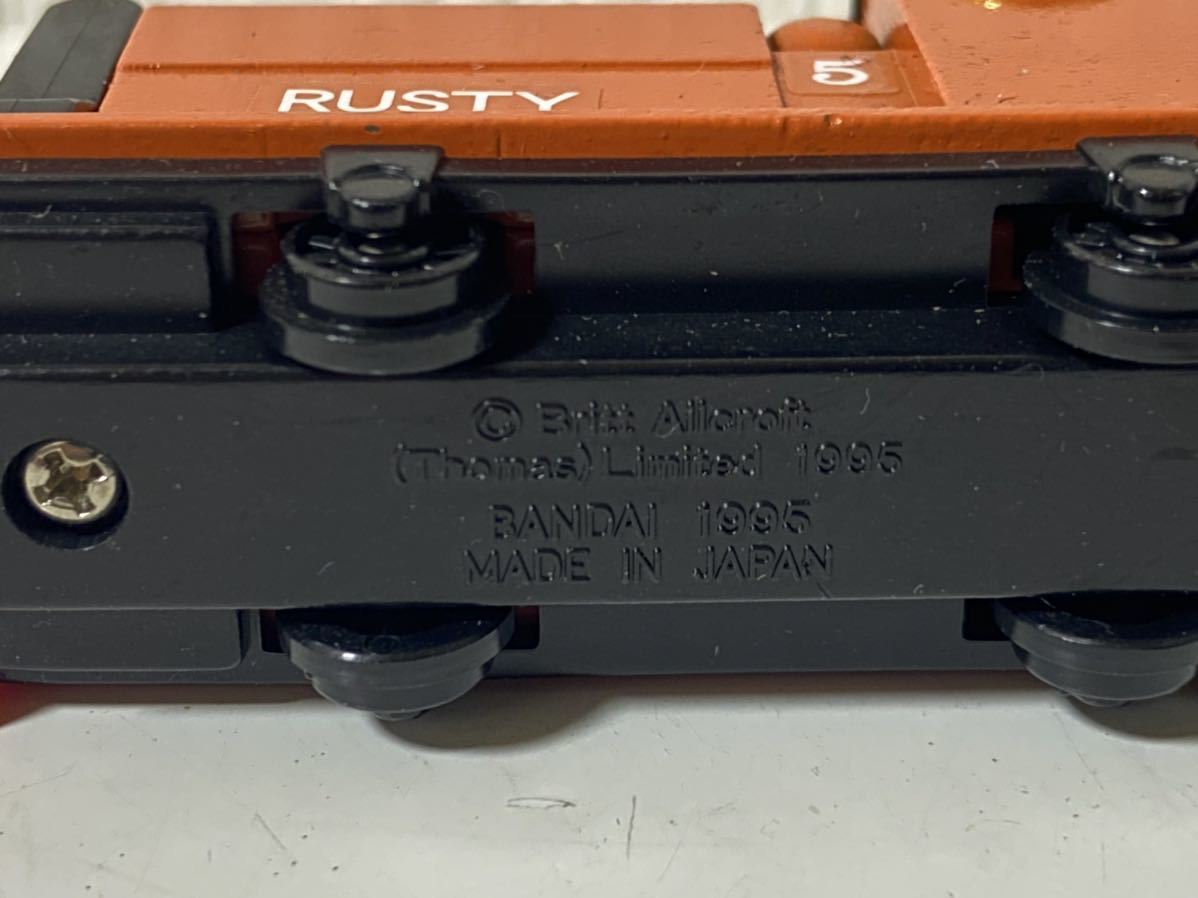 RUSTY
5
© Britt Allcroft
(Thomas) Limited 1995
BANDAI 1995
MADE IN JAPAN